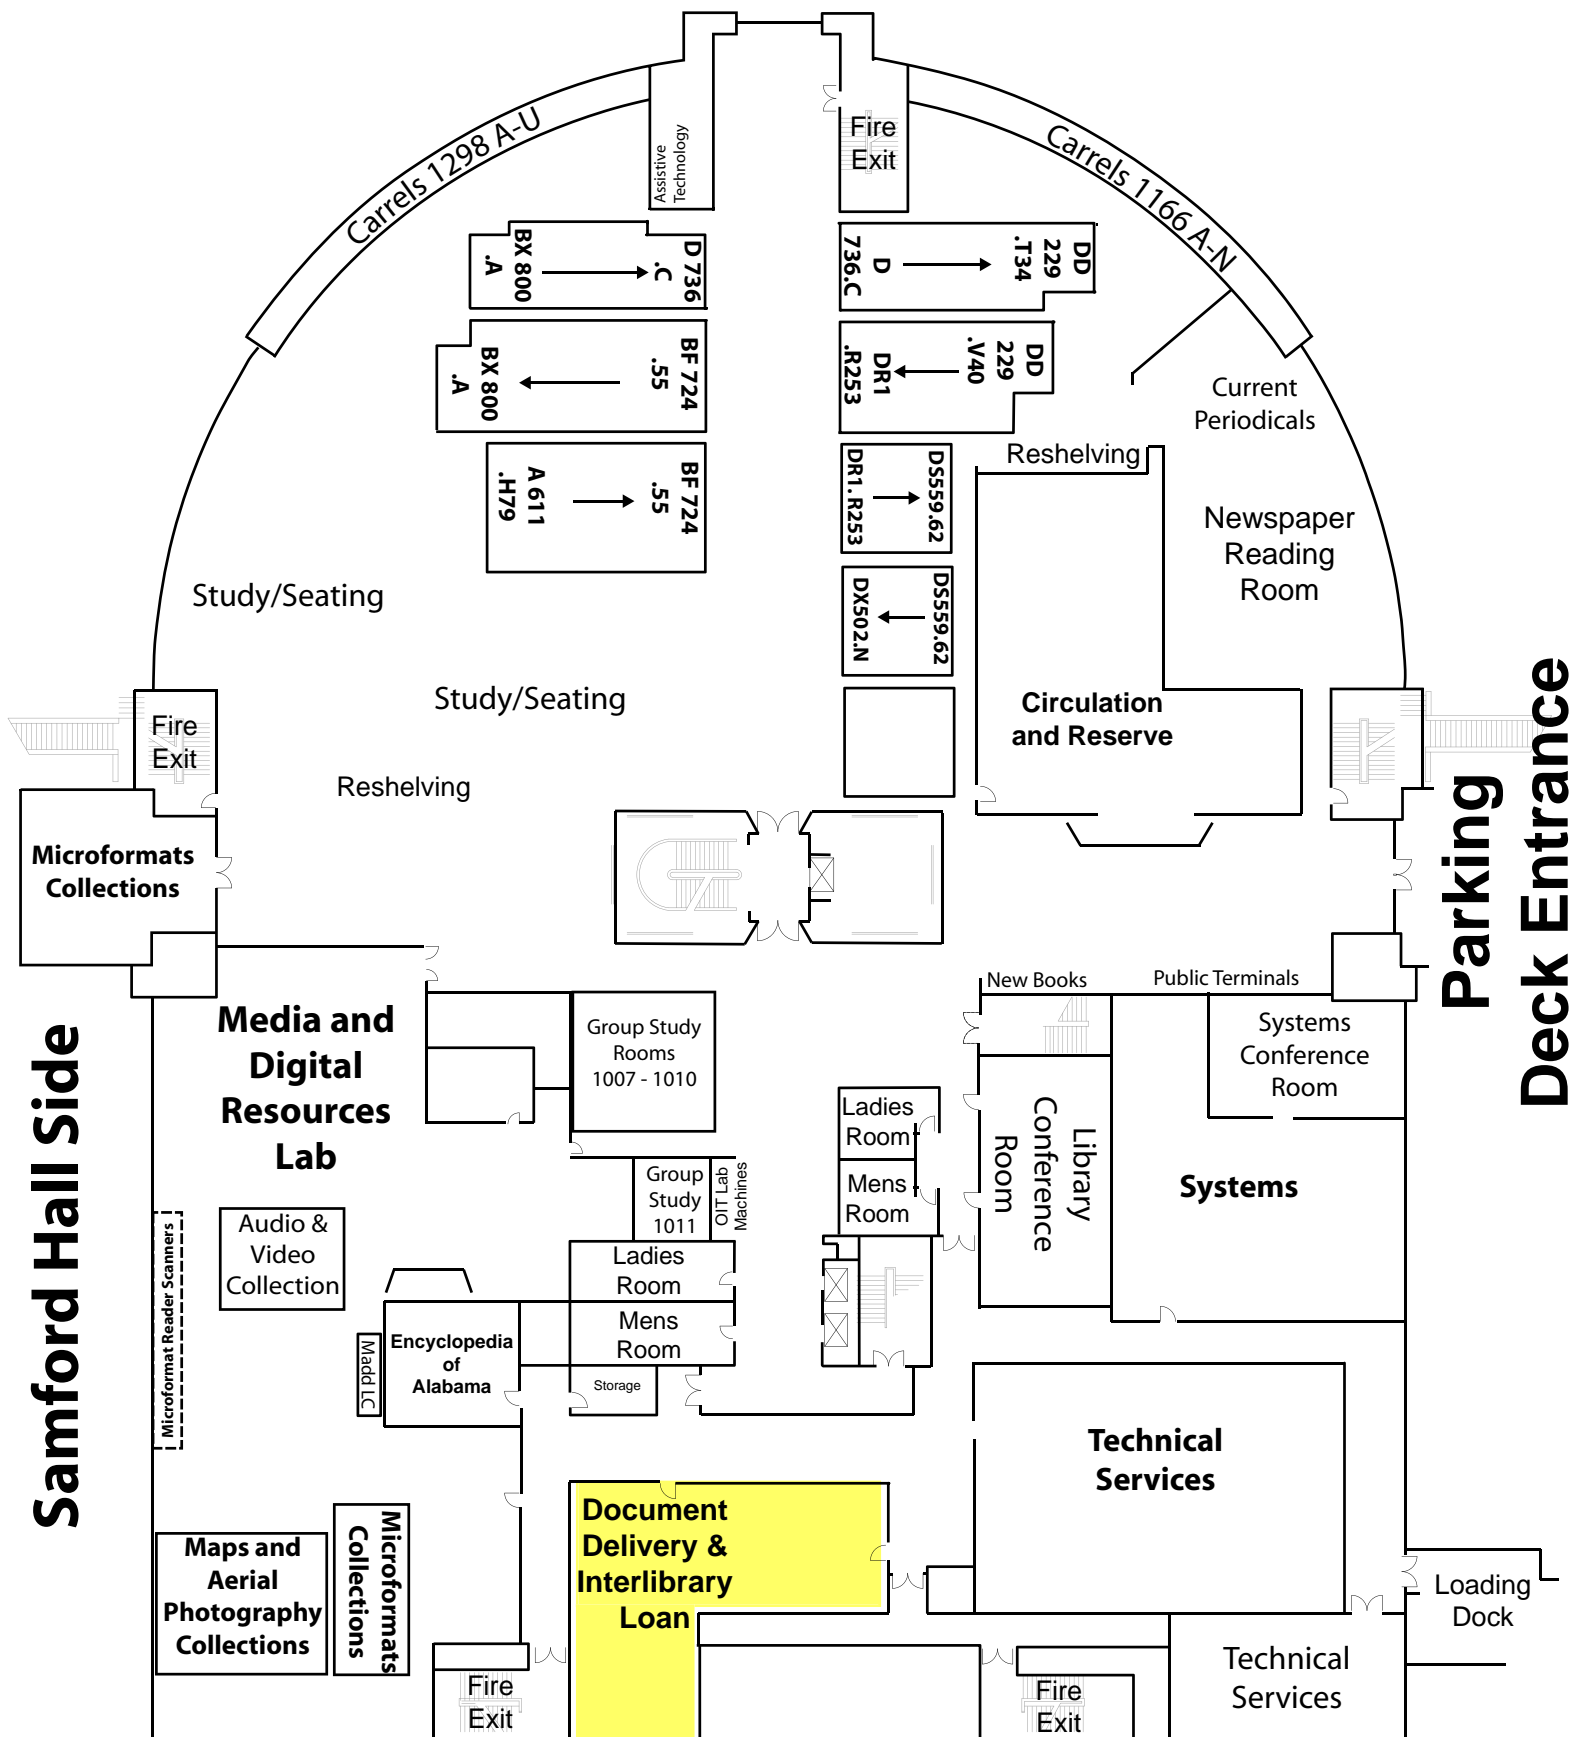 Carrels 1298 A-U
Assistive
Technology
Fire
Exit
Carrels 1166 A-N
BX 800
.A
D 736
.C
D
736.C
DD
229
.T34
BX 800
.A
BF 724
.55
DR1
.R253
DD
229
.V40
Current
Periodicals
A 611
.H79
BF 724
.55
DR1. R253
DS559.62
Reshelving
Newspaper
Reading
Room
DX502.N
DS559.62
Study/Seating
Study/Seating
Circulation
and Reserve
Fire
Exit
Reshelving
Parking
Deck Entrance
Microformats
Collections
New Books
Public Terminals
Samford Hall Side
Media and
Digital
Resources
Lab
Group Study
Rooms
1007 - 1010
Systems
Conference
Room
Ladies
Room
Mens
Room
Library
Conference
Room
Systems
Group
Study
1011
OIT Lab
Machines
Audio &
Video
Collection
Microformat Reader Scanners
Ladies
Room
Mens
Room
Storage
Madd LC
Encyclopedia
of
Alabama
Technical
Services
Document
Delivery &
Interlibrary
Loan
Maps and
Aerial
Photography
Collections
Microformats
Collections
Loading
Dock
Fire
Exit
Fire
Exit
Technical
Services